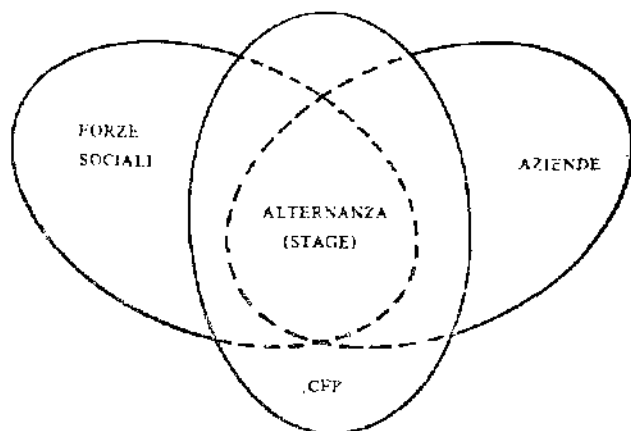 FORZE
SOCIALI
AZIENDE
ALTERNANZA
(STAGE)
CFP